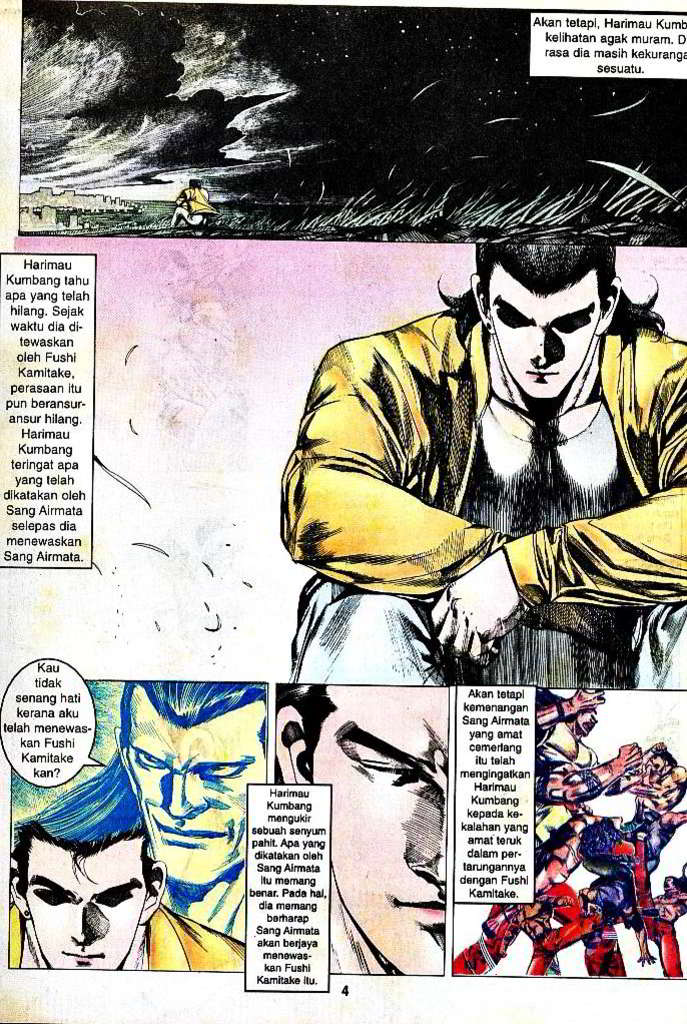 Akan tetapi, Harimau Kumb
kelihatan agak muram. D
rasa dia masih kekuranga
sesuatu.
Harimau
Kumbang tahu
apa yang telah
hilang. Sejak
waktu dia di-
tewaskan
oleh Fushi
Kamitake,
perasaan itu
pun beransur-
ansur hilang.
Harimau
Kumbang
teringat apa
yang telah
dikatakan oleh
Sang Airmata
selepas dia
menewaskan
Sang Airmata.
Kau
tidak
senang hati
kerana aku
telah menewas-
kan Fushi
Kamitake
kan?
Harimau
Kumbang
mengukir
sebuah senyum
pahit. Apa yang
dikatakan oleh
Sang Airmata
itu memang
benar. Pada hal,
dia memang
berharap
Sang Airmata
akan berjaya
menewas-
kan Fushi
Kamitake itu.
Akan tetapi
kemenangan
Sang Airmata
yang amat
cemerlang
itu telah
mengingatkan
Harimau
Kumbang
kepada ke-
kalahan yang
amat teruk
dalam per-
tarungannya
dengan Fushi
Kamitake.
4